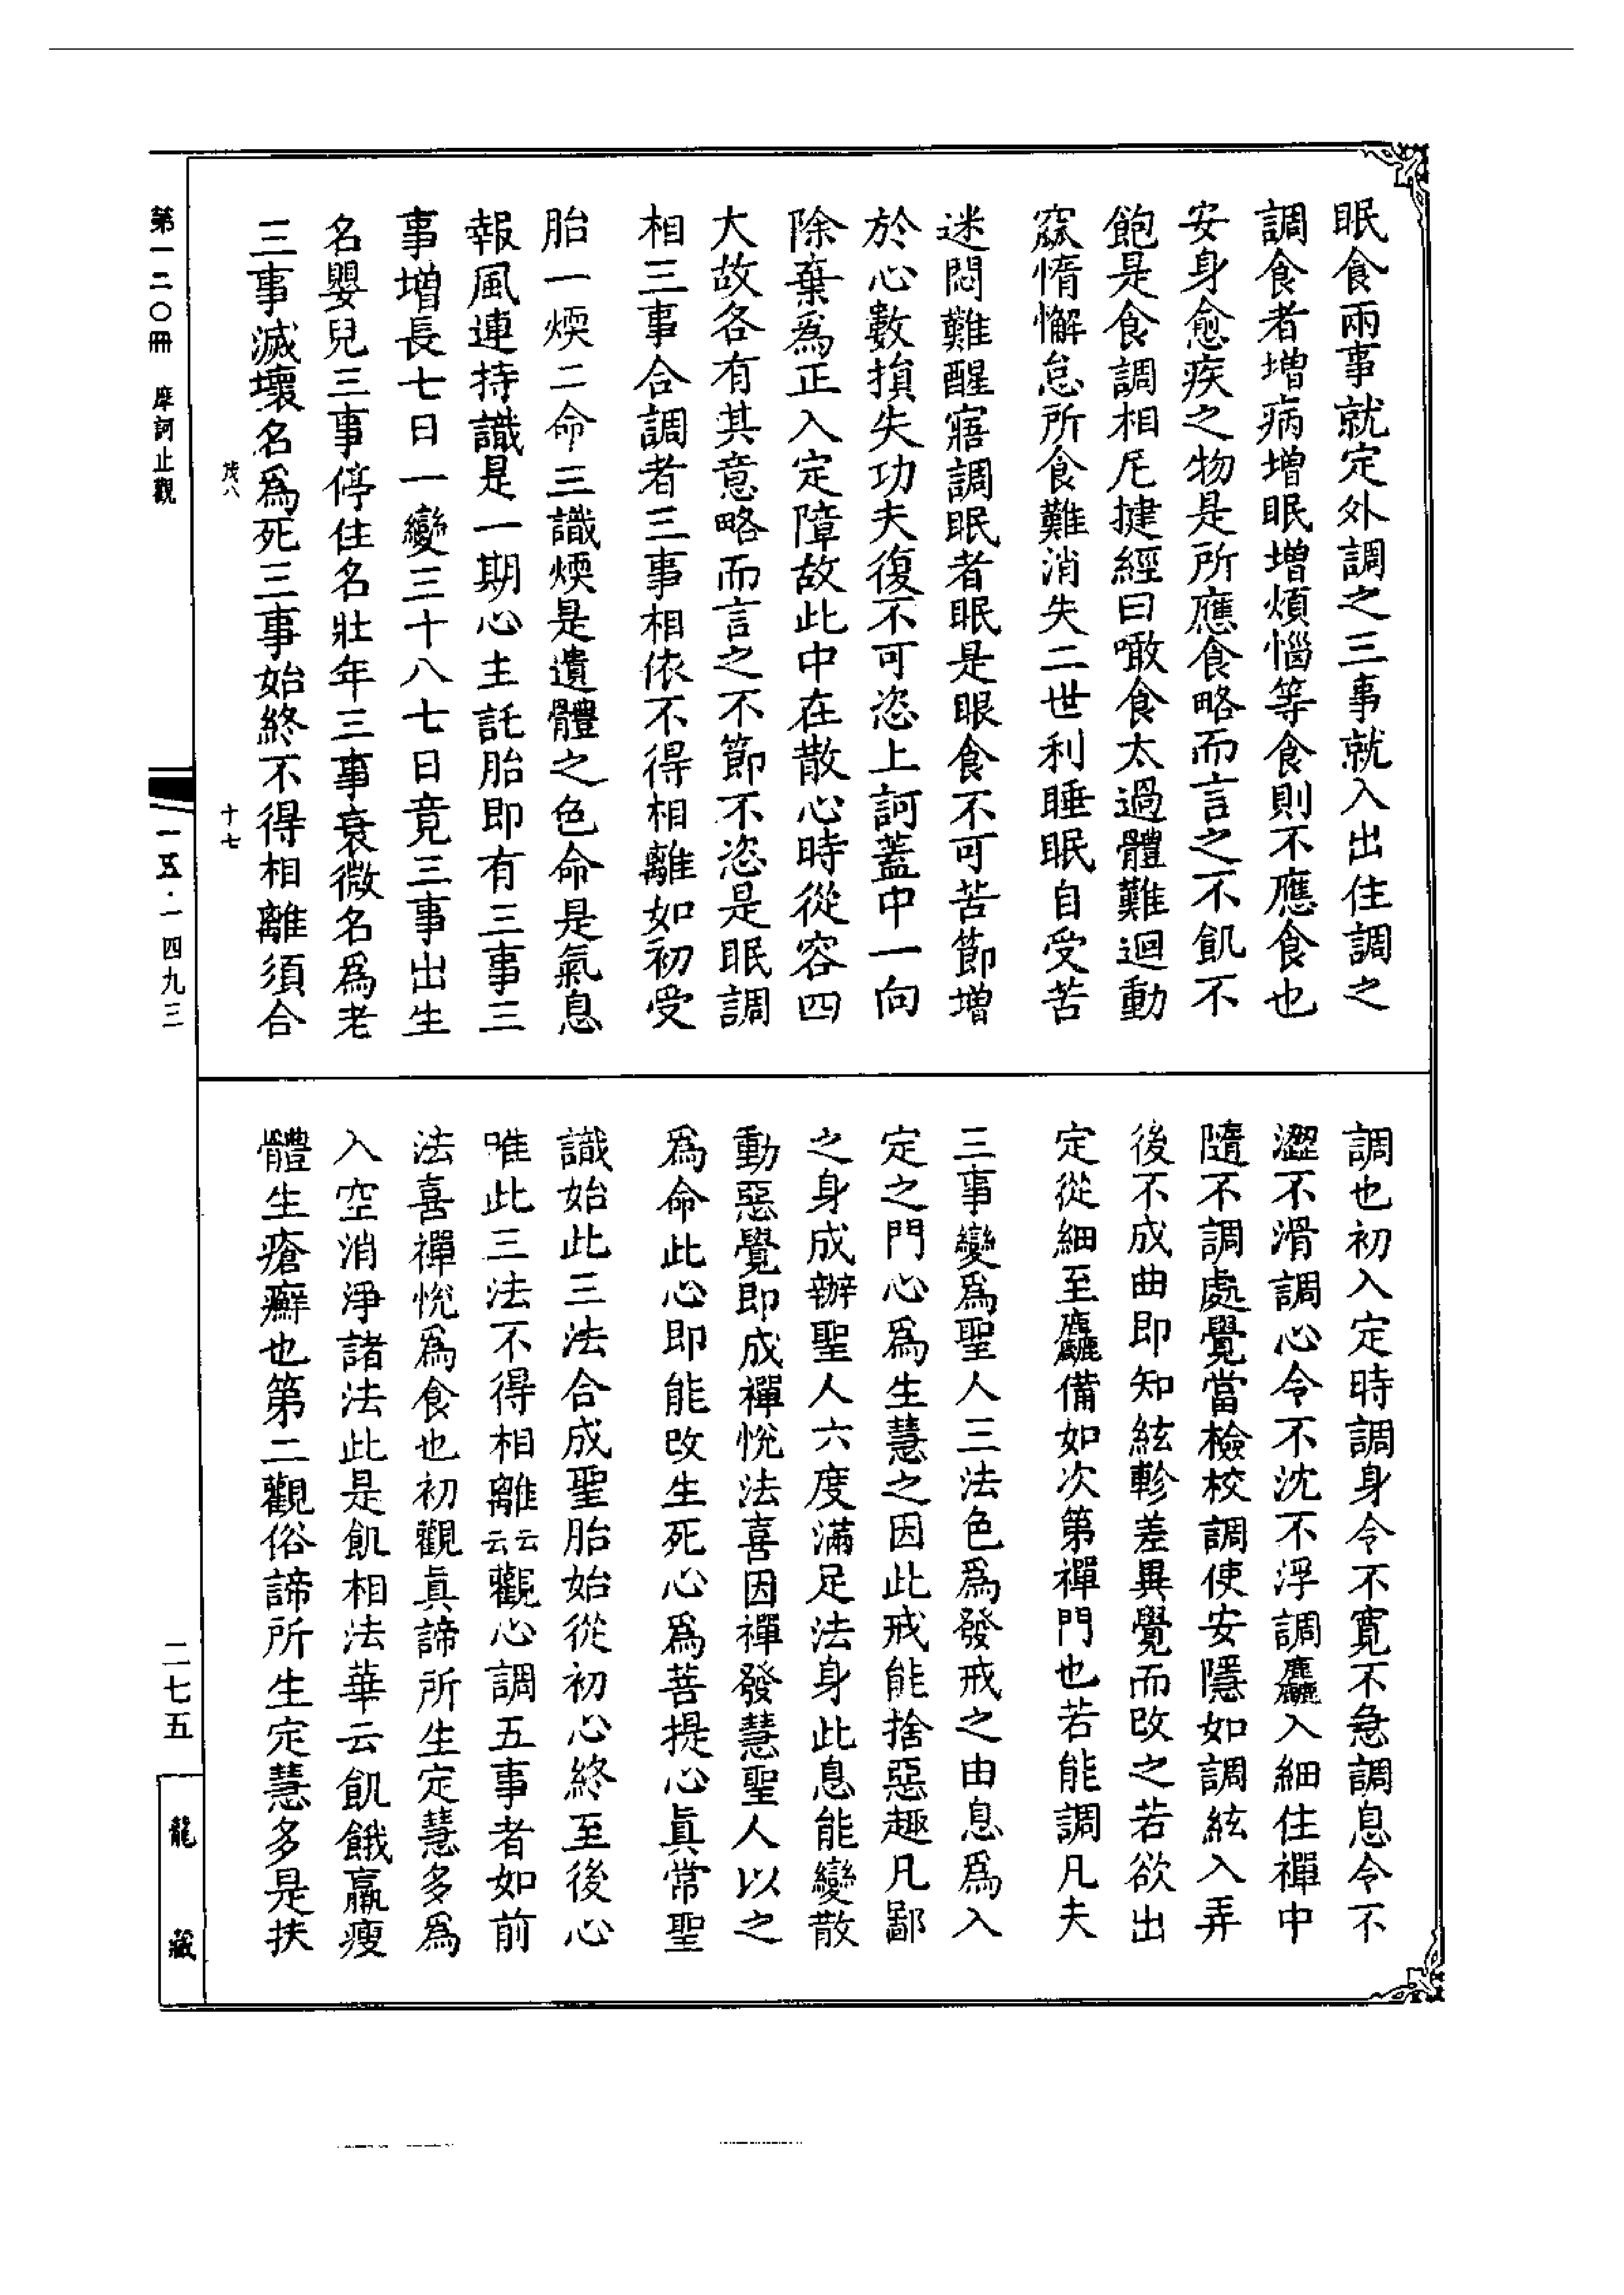 眠食兩事就定外調之三事就入出住調之
調食者增病增眠增煩惱等食則不應食也
安身愈疾之物是所應食略而言之不飢不
飽是食調相尼揵經曰噉食太過體難迴動
窳惰懈怠所食難消失二世利睡眠自受苦
迷悶難醒寤調眠者眠是眼食不可苦節增
於心數損失功夫復不可恣上訶蓋中一向
除棄爲正入定障故此中在散心時從容四
大故各有其意略而言之不節不恣是眠調
相三事合調者三事相依不得相離如初受
胎一煗二命三識煗是遺體之色命是氣息
報風連持識是一期心主託胎即有三事三
事增長七日一變三十八七日竟三事出生
名嬰兒三事停住名壯年三事衰微名爲老
三事滅壞名爲死三事始終不得相離須合
茂八 十七
調也初入定時調身令不寬不急調息令不
澀不滑調心令不沈不浮調麤入細住禪中
隨不調處覺當檢校調使安隱如調絃入弄
後不成曲即知絃軫差異覺而改之若欲出
定從細至麤備如次第禪門也若能調凡夫
三事變爲聖人三法色爲發戒之由息爲入
定之門心爲生慧之因此戒能捨惡趣凡鄙
之身成辦聖人六度滿足法身此息能變散
動惡覺即成禪悅法喜因禪發慧聖人以之
爲命此心即能改生死心爲菩提心眞常聖
識始此三法合成聖胎始從初心終至後心
唯此三法不得相離云云觀心調五事者如前
法喜禪悅爲食也初觀眞諦所生定慧多爲
入空消淨諸法此是飢相法華云飢餓羸瘦
體生瘡癬也第二觀俗諦所生定慧多是扶
第一二〇冊 摩訶止觀 一五·一四九三 二七五
龍藏